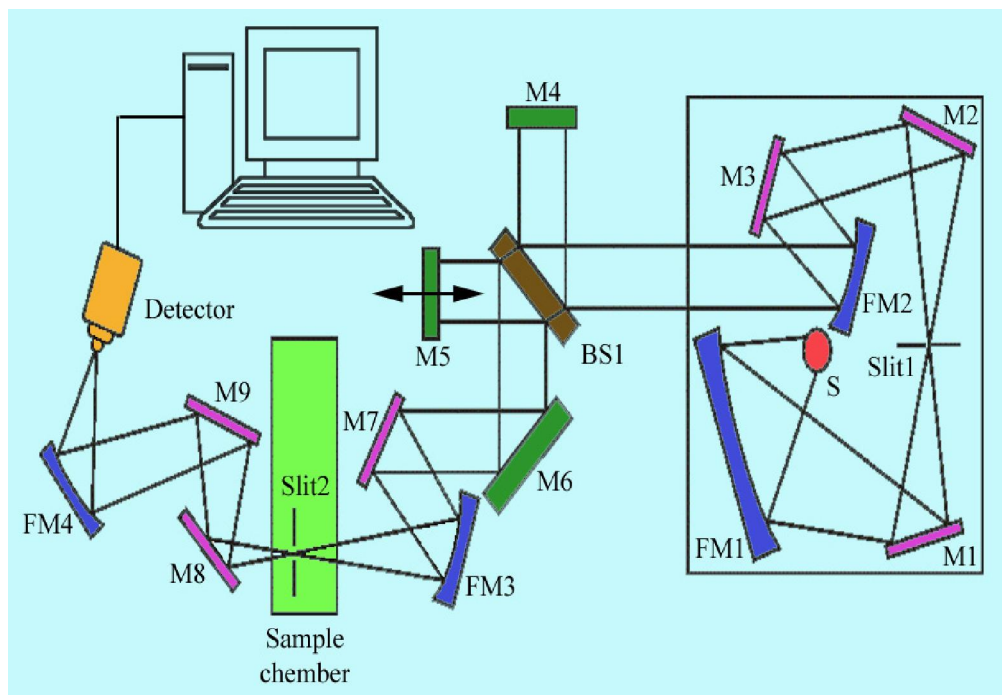 M4
M2
M3
Detector
M5
BS1
FM2
Slit1
S
M9
M7
Slit2
M6
FM4
M8
FM3
FM1
M1
Sample
chember